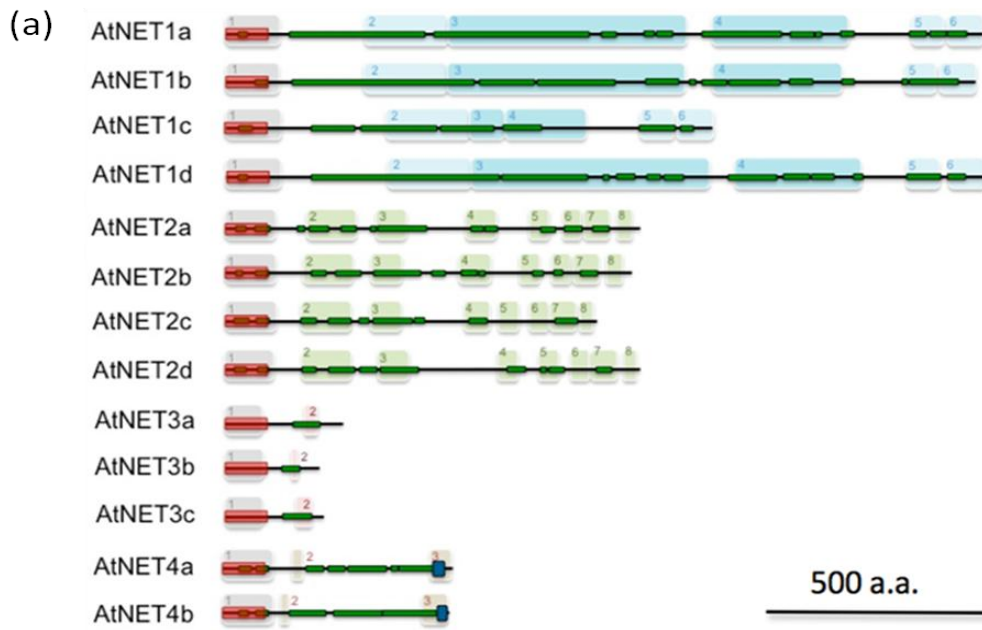 (a)
AtNET1a 1 2 3 4 5 6
AtNET1b 1 2 3 4 5 6
AtNET1c 1 2 3 4 5 6
AtNET1d 1 2 3 4 5 6
AtNET2a 1 2 3 4 5 6 7 8
AtNET2b 1 2 3 4 5 6 7 8
AtNET2c 1 2 3 4 5 6 7 8
AtNET2d 1 2 3 4 5 6 7 8
AtNET3a 1 2
AtNET3b 1 2
AtNET3c 1 2
AtNET4a 1 2 3
AtNET4b 1 2 3
500 a.a.